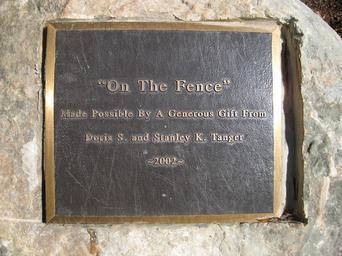 "On The Fence"
Made Possible By A Generous Gift From
Doris S. and Stanley K. Tanger
~2002~